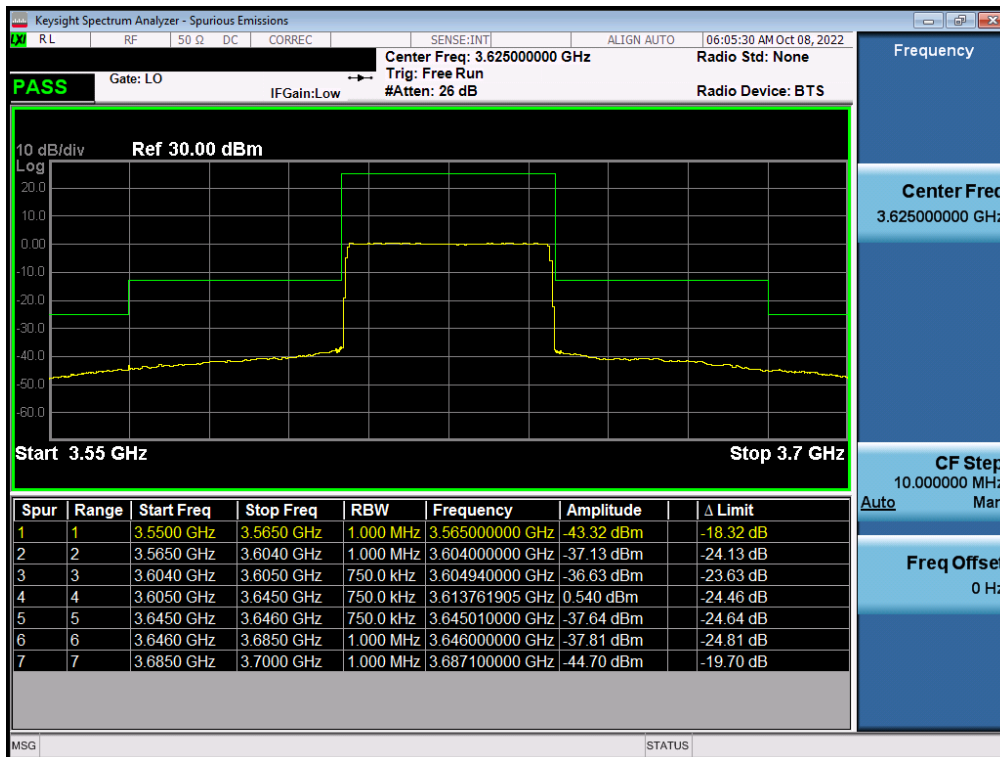 Keysight Spectrum Analyzer - Spurious Emissions
LXI RL RF 50 Ω DC CORREC SENSE:INT ALIGN AUTO 06:05:30 AM Oct 08, 2022
Center Freq: 3.625000000 GHz Radio Std: None
PASS Gate: LO Trig: Free Run
IFGain:Low #Atten: 26 dB Radio Device: BTS
10 dB/div Ref 30.00 dBm
Log
20.0
10.0
0.00
-10.0
-20.0
-30.0
-40.0
-50.0
-60.0
Start 3.55 GHz Stop 3.7 GHz
Spur Range Start Freq Stop Freq RBW Frequency Amplitude Δ Limit
1 1 3.5500 GHz 3.5650 GHz 1.000 MHz 3.565000000 GHz -43.32 dBm -18.32 dB
2 2 3.5650 GHz 3.6040 GHz 1.000 MHz 3.604000000 GHz -37.13 dBm -24.13 dB
3 3 3.6040 GHz 3.6050 GHz 750.0 kHz 3.604940000 GHz -36.63 dBm -23.63 dB
4 4 3.6050 GHz 3.6450 GHz 750.0 kHz 3.613761905 GHz 0.540 dBm -24.46 dB
5 5 3.6450 GHz 3.6460 GHz 750.0 kHz 3.645010000 GHz -37.64 dBm -24.64 dB
6 6 3.6460 GHz 3.6850 GHz 1.000 MHz 3.646000000 GHz -37.81 dBm -24.81 dB
7 7 3.6850 GHz 3.7000 GHz 1.000 MHz 3.687100000 GHz -44.70 dBm -19.70 dB
MSG STATUS
Frequency
Center Freq
3.625000000 GHz
CF Step
10.000000 MHz
Auto Man
Freq Offset
0 Hz